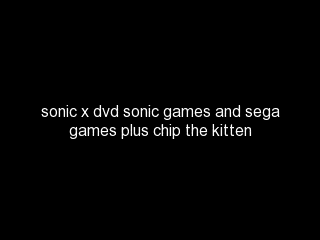 sonic x dvd sonic games and sega
games plus chip the kitten